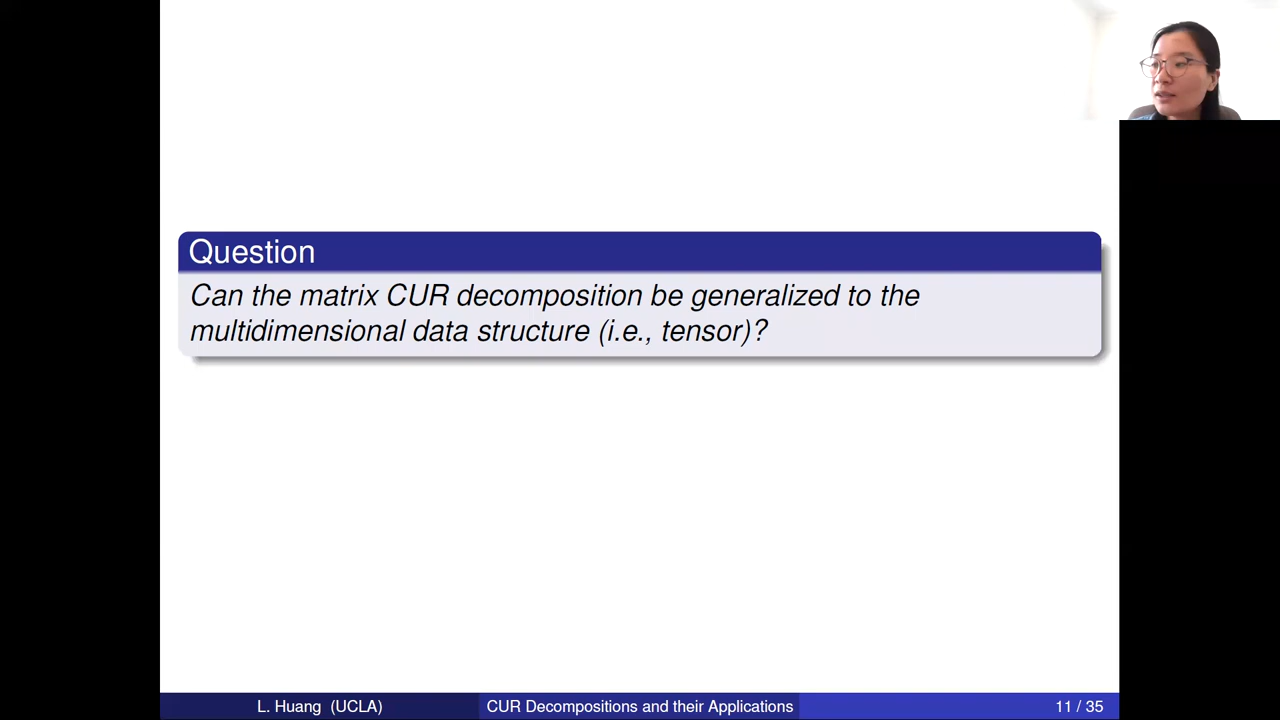 Question
Can the matrix CUR decomposition be generalized to the
multidimensional data structure (i.e., tensor)?
L. Huang (UCLA)
CUR Decompositions and their Applications
11 / 35